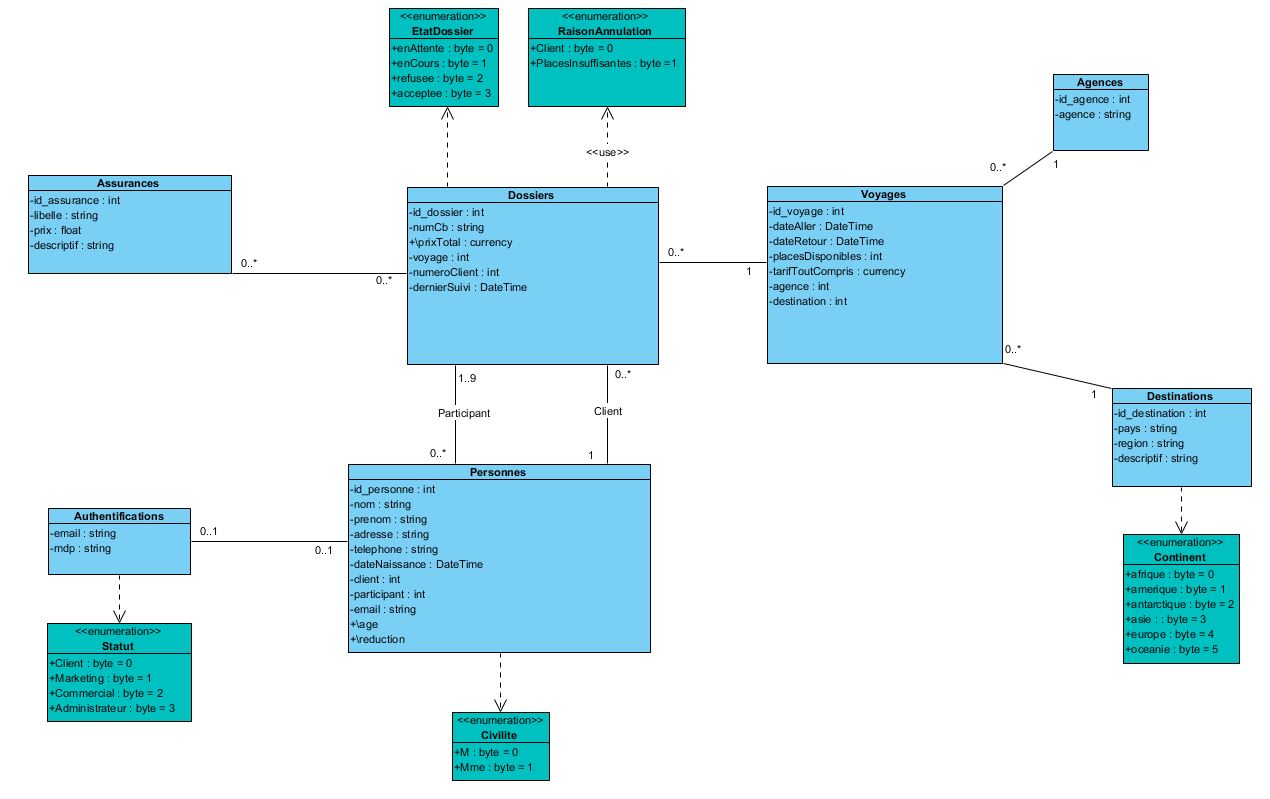 <<enumeration>>
EtatDossier
+enAttente : byte = 0
+enCours : byte = 1
+refusee : byte = 2
+acceptee : byte = 3
<<enumeration>>
RaisonAnnulation
+Client : byte = 0
+PlacesInsuffisantes : byte =1
<<use>>
Agences
-id_agence : int
-agence : string
0..*
1
Assurances
-id_assurance : int
-libelle : string
-prix : float
-descriptif : string
0..*
0..*
Dossiers
-id_dossier : int
-numCb : string
+\prixTotal : currency
-voyage : int
-numeroClient : int
-dernierSuivi : DateTime
0..*
1
Voyages
-id_voyage : int
-dateAller : DateTime
-dateRetour : DateTime
-placesDisponibles : int
-tarifToutCompris : currency
-agence : int
-destination : int
0..*
1
1..9
Participant
0..*
0..*
Client
1
Destinations
-id_destination : int
-pays : string
-region : string
-descriptif : string
Personnes
-id_personne : int
-nom : string
-prenom : string
-adresse : string
-telephone : string
-dateNaissance : DateTime
-client : int
-participant : int
-email : string
+\age
+\reduction
Authentifications
-email : string
-mdp : string
0..1
0..1
<<enumeration>>
Continent
+afrique : byte = 0
+amerique : byte = 1
+antarctique : byte = 2
+asie : : byte = 3
+europe : byte = 4
+oceanie : byte = 5
<<enumeration>>
Statut
+Client : byte = 0
+Marketing : byte = 1
+Commercial : byte = 2
+Administrateur : byte = 3
<<enumeration>>
Civilite
+M : byte = 0
+Mme : byte = 1